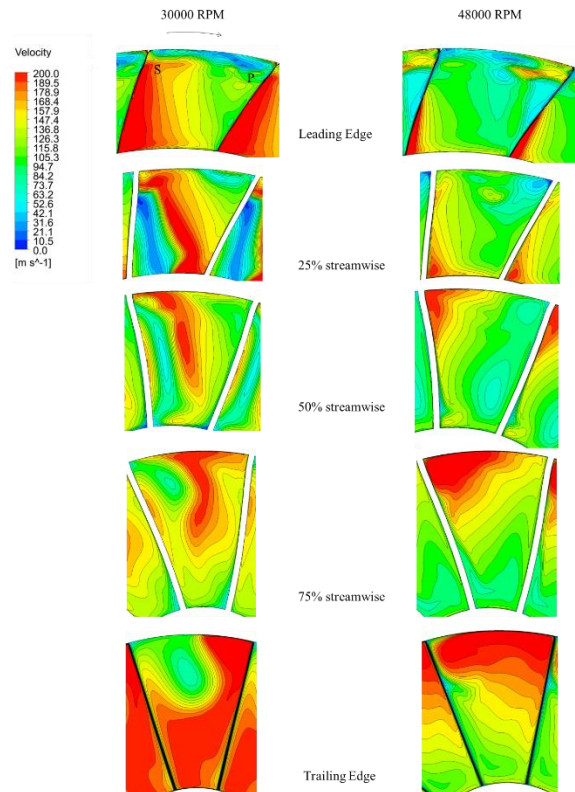 30000 RPM
48000 RPM
Velocity
200.0
189.5
178.9
168.4
157.9
147.4
136.8
126.3
115.8
105.3
94.7
84.2
73.7
63.2
52.6
42.1
31.6
21.1
10.5
0.0
[m s^-1]
S
P
Leading Edge
25% streamwise
50% streamwise
75% streamwise
Trailing Edge